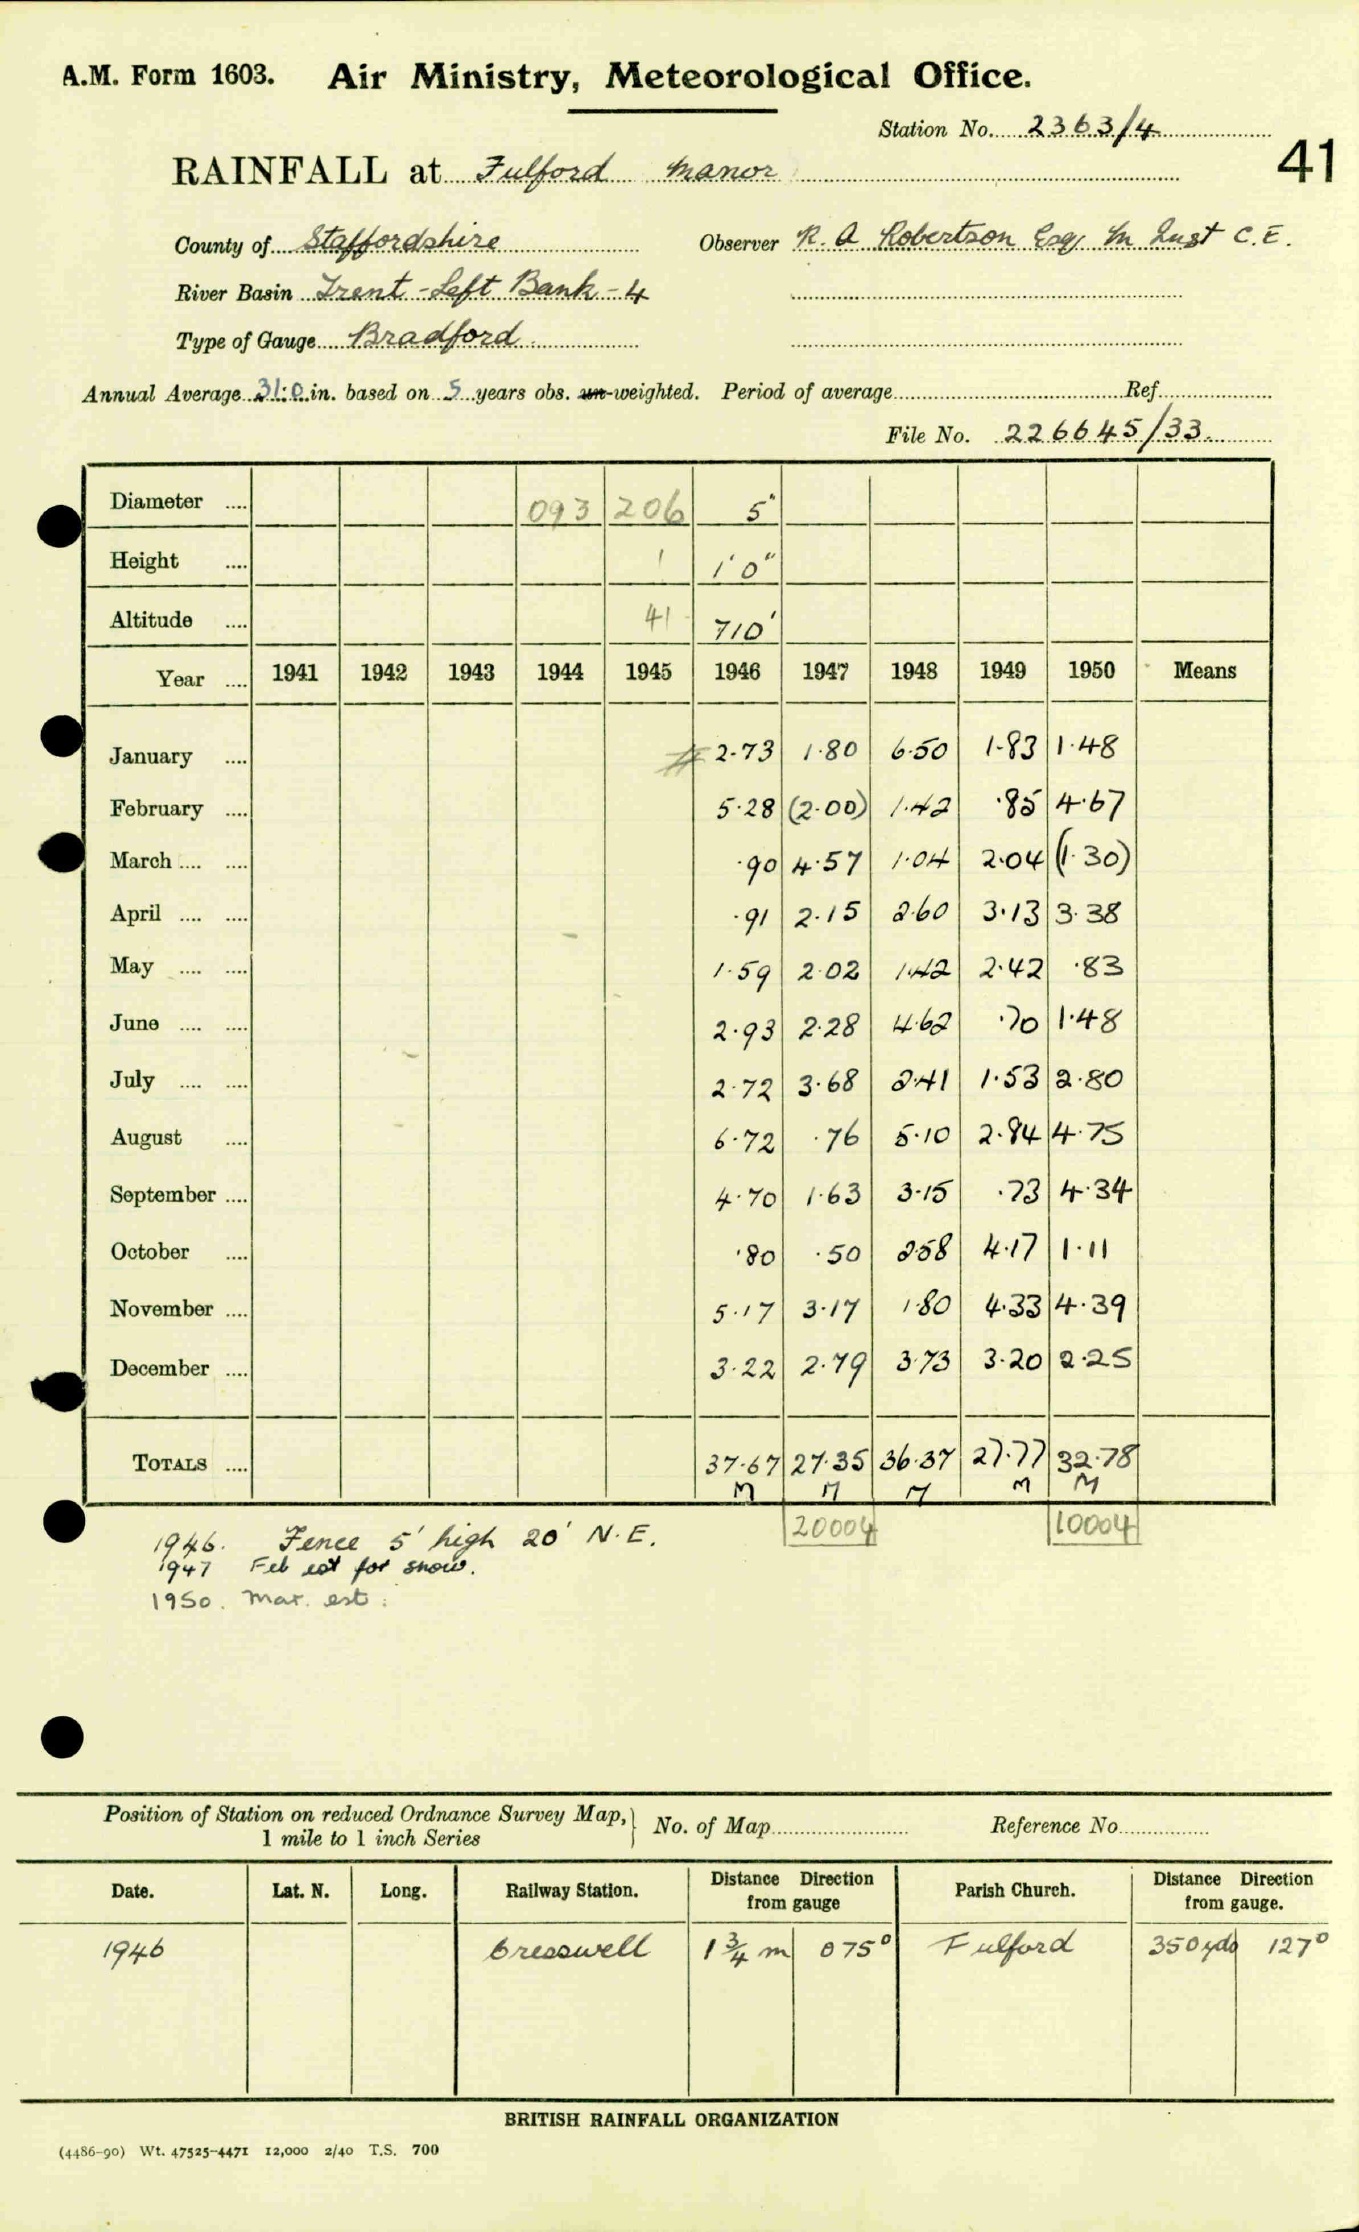 A.M. Form 1603. Air Ministry, Meteorological Office.
Station No. 2363/4
41
RAINFALL at Fulford Manor
County of Staffordshire Observer R. A Robertson Esq. M Inst C.E.
River Basin Trent - Left Bank - 4
Type of Gauge Bradford
Annual Average 31.0 in. based on 5 years obs. un-weighted. Period of average Ref.
File No. 226645/33.
Diameter .... 093 206 5"
Height .... 1 1'0"
Altitude .... 41 710'
Year .... 1941 1942 1943 1944 1945 1946 1947 1948 1949 1950 Means
January .... 2.73 1.80 6.50 1.83 1.48
February .... 5.28 (2.00) 1.42 .85 4.67
March .... .... .90 4.57 1.04 2.04 (1.30)
April .... .... .91 2.15 2.60 3.13 3.38
May .... .... 1.59 2.02 1.42 2.42 .83
June .... .... 2.93 2.28 4.62 .70 1.48
July .... .... 2.72 3.68 2.41 1.53 2.80
August .... 6.72 .76 5.10 2.84 4.75
September .... 4.70 1.63 3.15 .73 4.34
October .... .80 .50 2.58 4.17 1.11
November .... 5.17 3.17 1.80 4.33 4.39
December .... 3.22 2.79 3.73 3.20 2.25
TOTALS .... 37.67 27.35 36.37 27.77 32.78
M M M M M
20004 10004
1946. Fence 5' high 20' N.E.
1947 Feb est for snow.
1950. Mar. est.
Position of Station on reduced Ordnance Survey Map, } No. of Map Reference No
1 mile to 1 inch Series
Date. Lat. N. Long. Railway Station. Distance Direction from gauge Parish Church. Distance Direction from gauge.
1946 Cresswell 1 3/4 m 075° Fulford 350 yds 127°
BRITISH RAINFALL ORGANIZATION
(4486-90) Wt. 47525-4471 12,000 2/40 T.S. 700